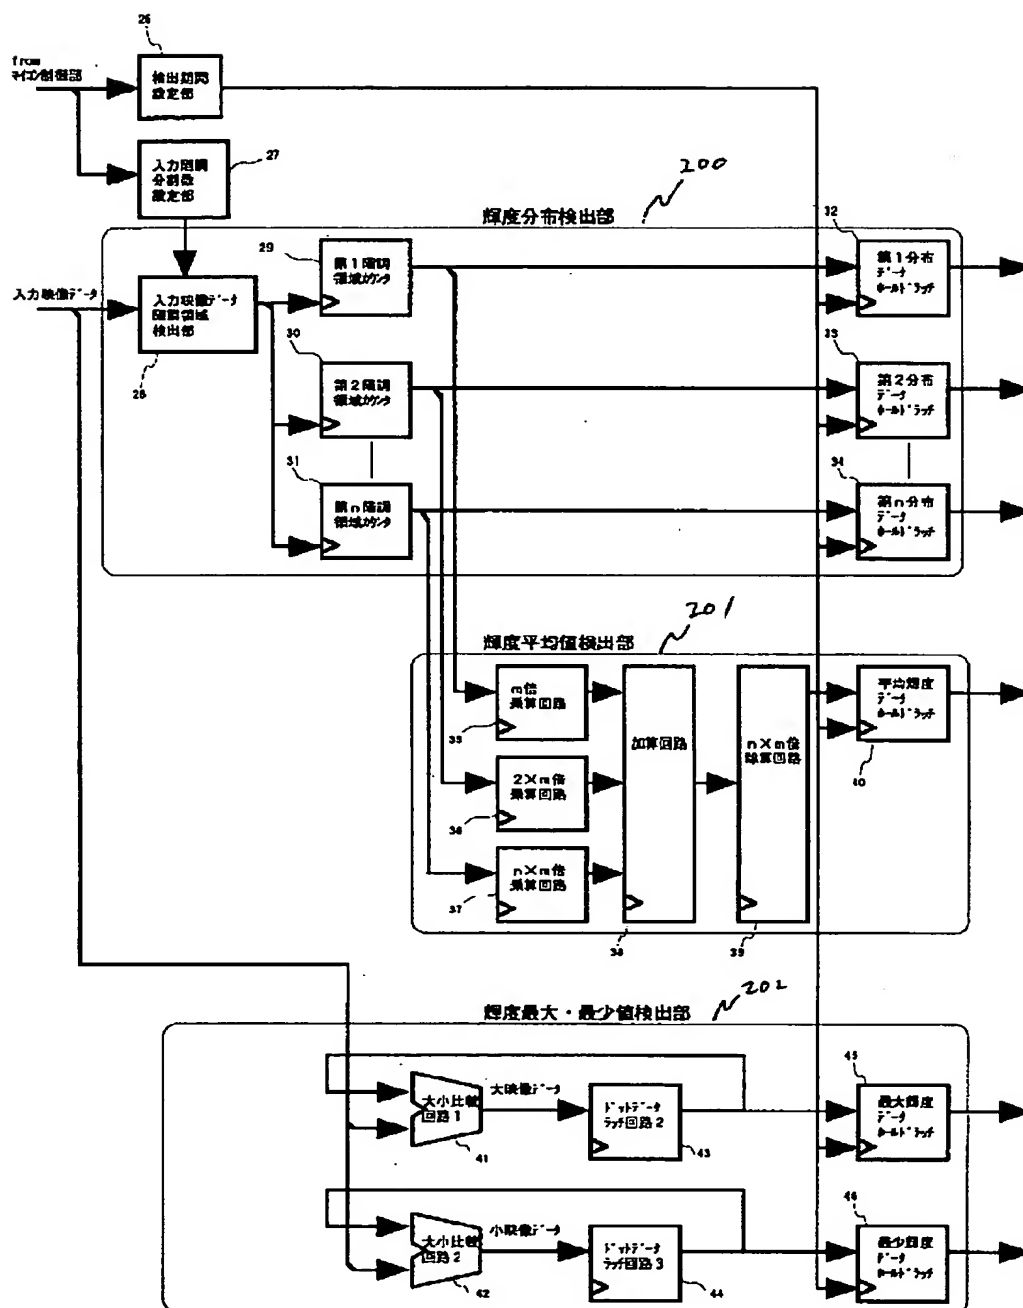 26
from
マイコン制御部
検出期間
設定部
27
入力階調
分割数
設定部
200
輝度分布検出部
29
32
第1階調
領域カウンタ
第1分布
データ
ホールドラッチ
入力映像データ
入力映像データ
階調領域
検出部
28
30
33
第2階調
領域カウンタ
第2分布
データ
ホールドラッチ
31
34
第n階調
領域カウンタ
第n分布
データ
ホールドラッチ
201
輝度平均値検出部
m倍
乗算回路
35
加算回路
n×m倍
除算回路
平均輝度
データ
ホールドラッチ
40
2×m倍
乗算回路
36
n×m倍
乗算回路
37
38
39
202
輝度最大・最少値検出部
45
大小比較
回路1
41
大映像データ
ドットデータ
ラッチ回路2
43
最大輝度
データ
ホールドラッチ
46
大小比較
回路2
42
小映像データ
ドットデータ
ラッチ回路3
44
最少輝度
データ
ホールドラッチ